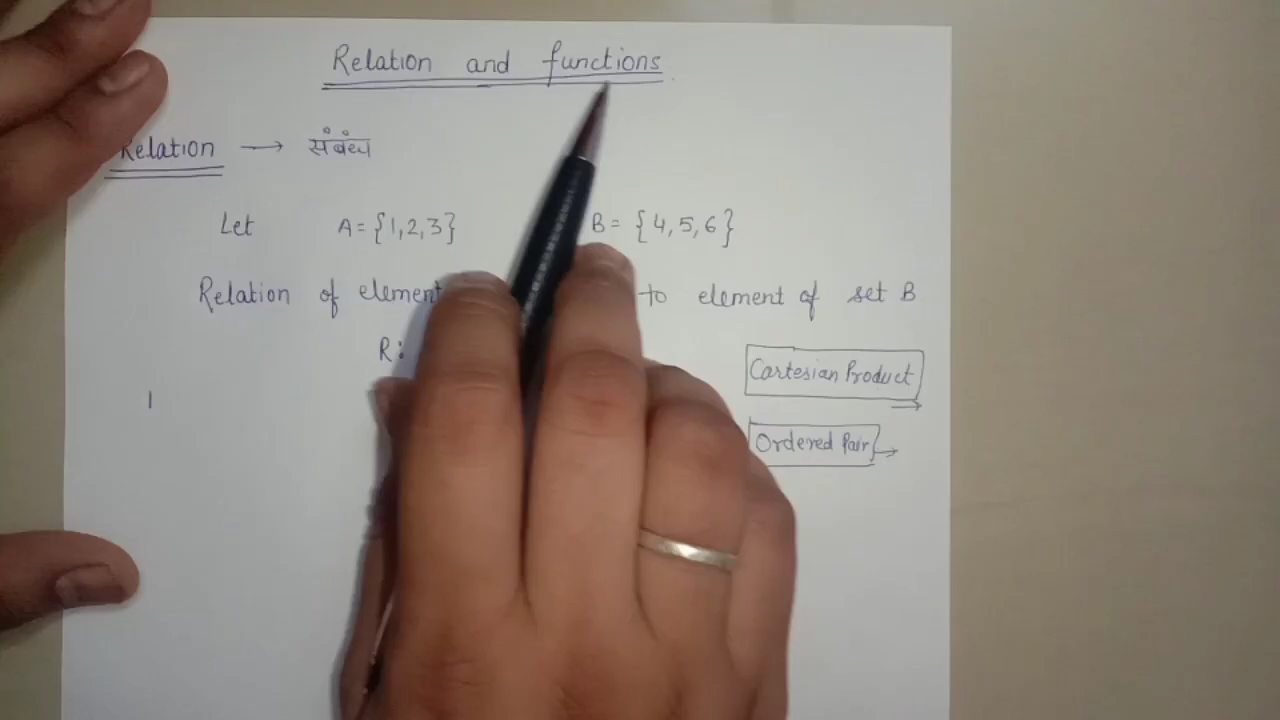 Relation and functions
Relation → संबंध
Let A = {1,2,3} B = {4,5,6}
Relation of element to element of set B
R:
Cartesian Product →
1
Ordered Pair →